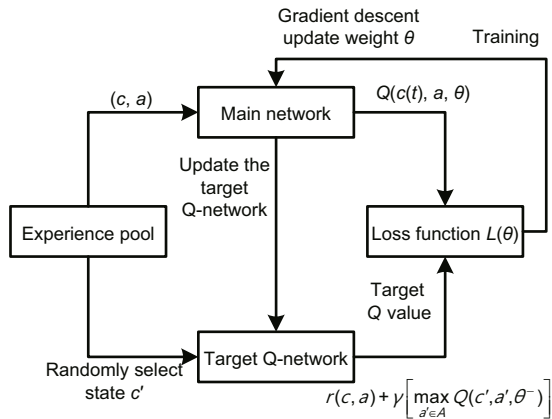 Gradient descent
update weight θ
Training
(c, a)
Q(c(t), a, θ)
Main network
Update the
target
Q-network
Experience pool
Loss function L(θ)
Target
Q value
Randomly select
state c′
Target Q-network
r(c, a) + γ[max Q(c′, a′, θ⁻)]
a′∈A